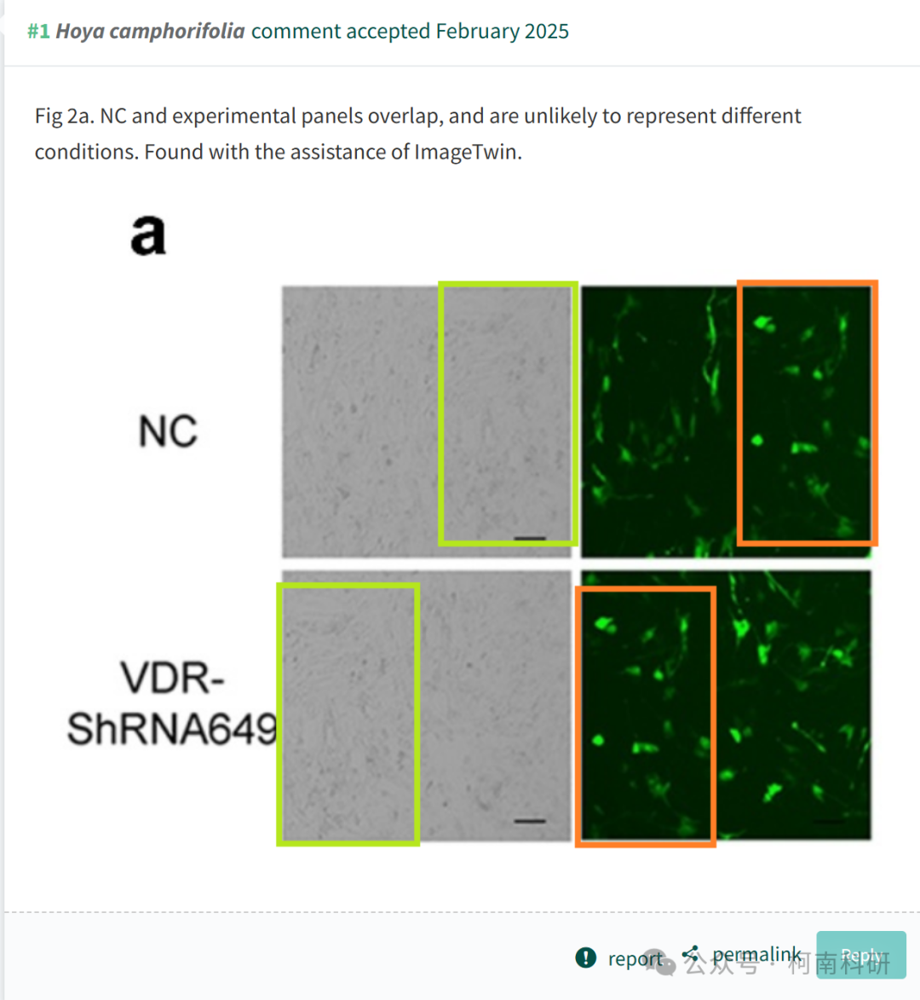 #1 Hoya camphorifolia comment accepted February 2025
Fig 2a. NC and experimental panels overlap, and are unlikely to represent different
conditions. Found with the assistance of ImageTwin.
a
NC
VDR-
ShRNA649
! report permalink Reply
公众号 · 柯南科研